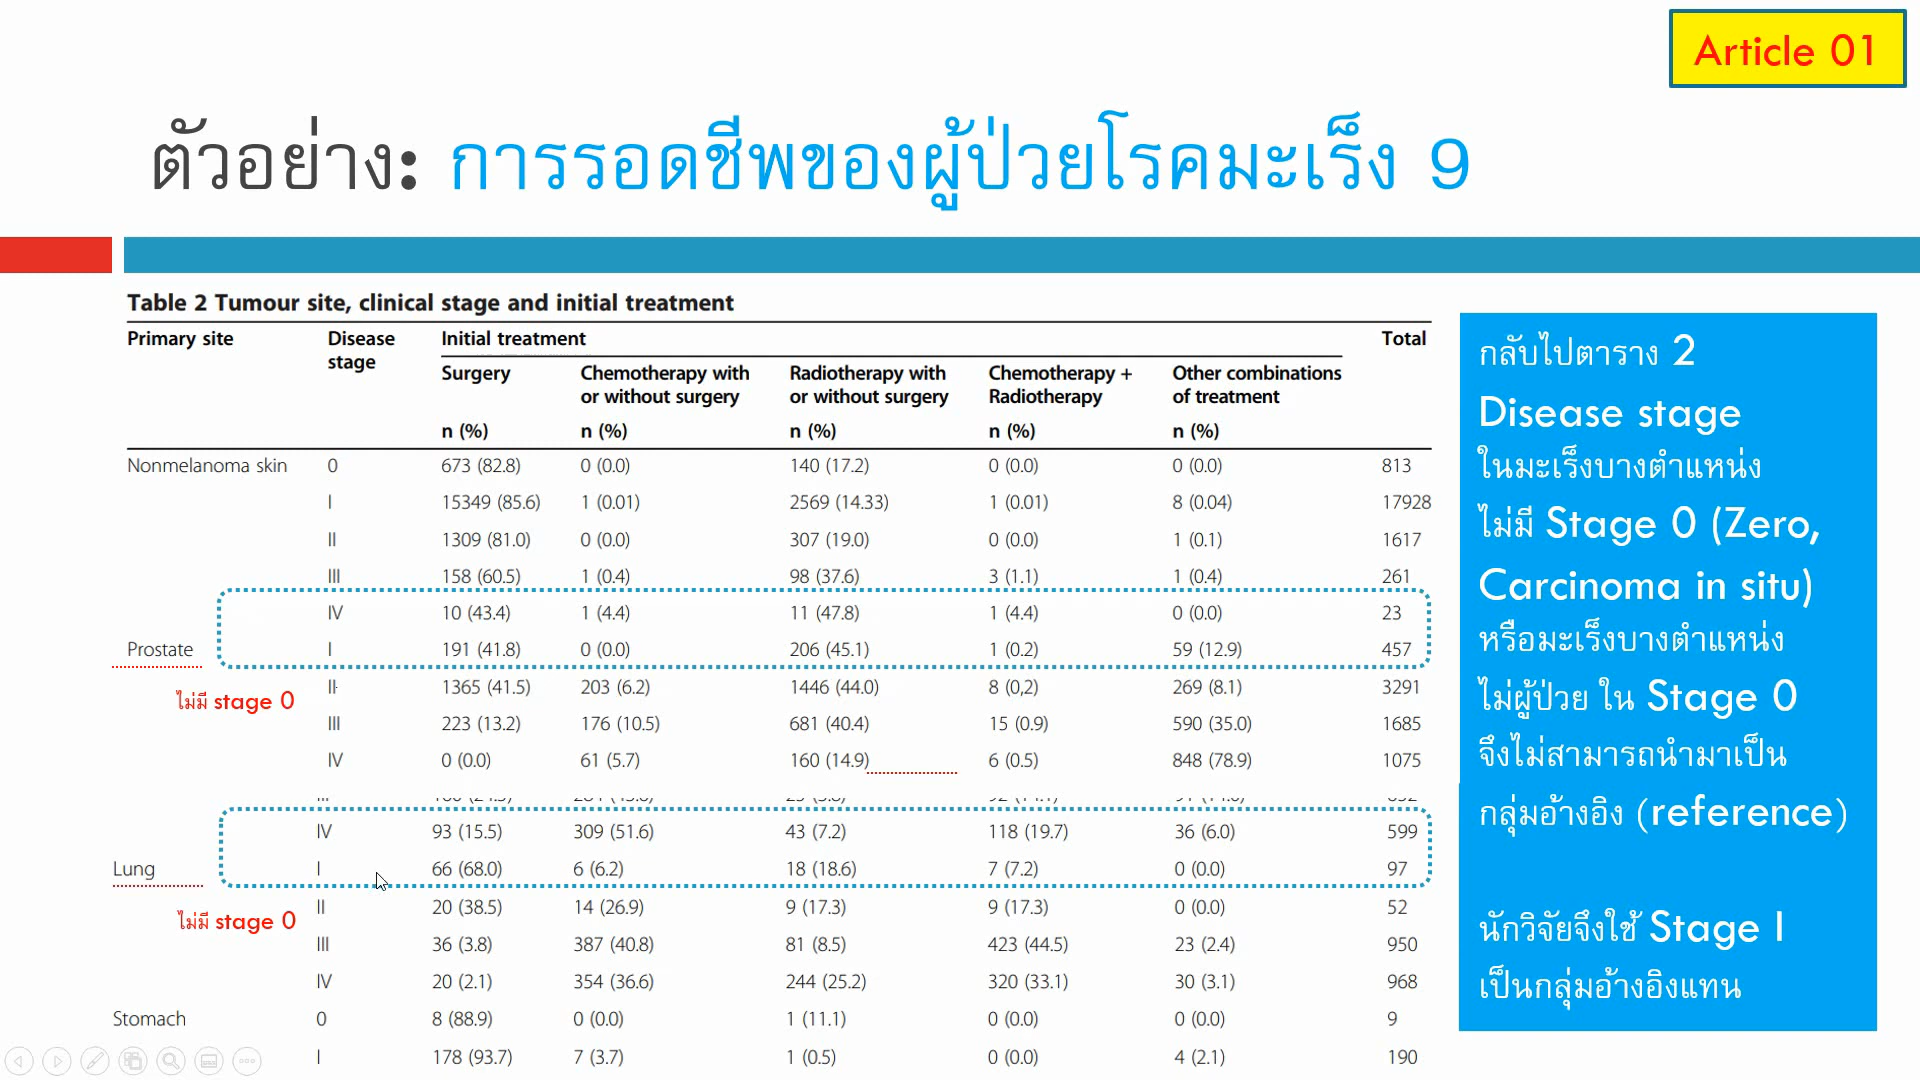 Article 01
ตัวอย่าง: การรอดชีพของผู้ป่วยโรคมะเร็ง 9
Table 2 Tumour site, clinical stage and initial treatment
Primary site Disease stage Initial treatment Total
Surgery Chemotherapy with or without surgery Radiotherapy with or without surgery Chemotherapy + Radiotherapy Other combinations of treatment
n (%) n (%) n (%) n (%) n (%)
Nonmelanoma skin 0 673 (82.8) 0 (0.0) 140 (17.2) 0 (0.0) 0 (0.0) 813
I 15349 (85.6) 1 (0.01) 2569 (14.33) 1 (0.01) 8 (0.04) 17928
II 1309 (81.0) 0 (0.0) 307 (19.0) 0 (0.0) 1 (0.1) 1617
III 158 (60.5) 1 (0.4) 98 (37.6) 3 (1.1) 1 (0.4) 261
IV 10 (43.4) 1 (4.4) 11 (47.8) 1 (4.4) 0 (0.0) 23
Prostate I 191 (41.8) 0 (0.0) 206 (45.1) 1 (0.2) 59 (12.9) 457
ไม่มี stage 0
II 1365 (41.5) 203 (6.2) 1446 (44.0) 8 (0,2) 269 (8.1) 3291
III 223 (13.2) 176 (10.5) 681 (40.4) 15 (0.9) 590 (35.0) 1685
IV 0 (0.0) 61 (5.7) 160 (14.9) 6 (0.5) 848 (78.9) 1075
IV 93 (15.5) 309 (51.6) 43 (7.2) 118 (19.7) 36 (6.0) 599
Lung I 66 (68.0) 6 (6.2) 18 (18.6) 7 (7.2) 0 (0.0) 97
ไม่มี stage 0
II 20 (38.5) 14 (26.9) 9 (17.3) 9 (17.3) 0 (0.0) 52
III 36 (3.8) 387 (40.8) 81 (8.5) 423 (44.5) 23 (2.4) 950
IV 20 (2.1) 354 (36.6) 244 (25.2) 320 (33.1) 30 (3.1) 968
Stomach 0 8 (88.9) 0 (0.0) 1 (11.1) 0 (0.0) 0 (0.0) 9
I 178 (93.7) 7 (3.7) 1 (0.5) 0 (0.0) 4 (2.1) 190
กลับไปตาราง 2
Disease stage
ในมะเร็งบางตำแหน่ง
ไม่มี Stage 0 (Zero,
Carcinoma in situ)
หรือมะเร็งบางตำแหน่ง
ไม่ผู้ป่วย ใน Stage 0
จึงไม่สามารถนำมาเป็น
กลุ่มอ้างอิง (reference)
นักวิจัยจึงใช้ Stage I
เป็นกลุ่มอ้างอิงแทน